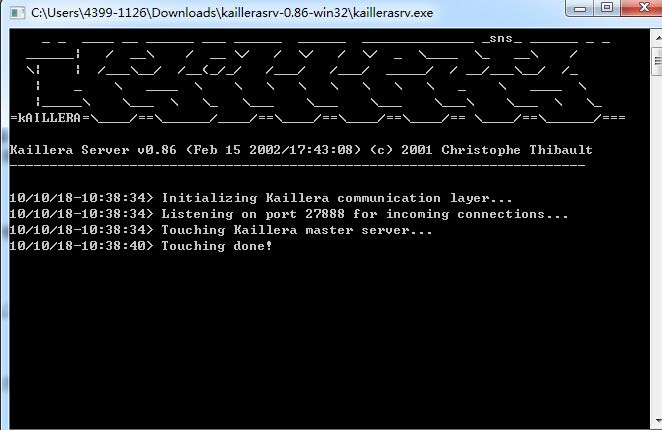 C:\Users\4399-1126\Downloads\kaillerasrv-0.86-win32\kaillerasrv.exe
_sns_
=kAILLERA=
Kaillera Server v0.86 (Feb 15 2002/17:43:08) (c) 2001 Christophe Thibault
10/10/18-10:38:34> Initializing Kaillera communication layer...
10/10/18-10:38:34> Listening on port 27888 for incoming connections...
10/10/18-10:38:34> Touching Kaillera master server...
10/10/18-10:38:40> Touching done!